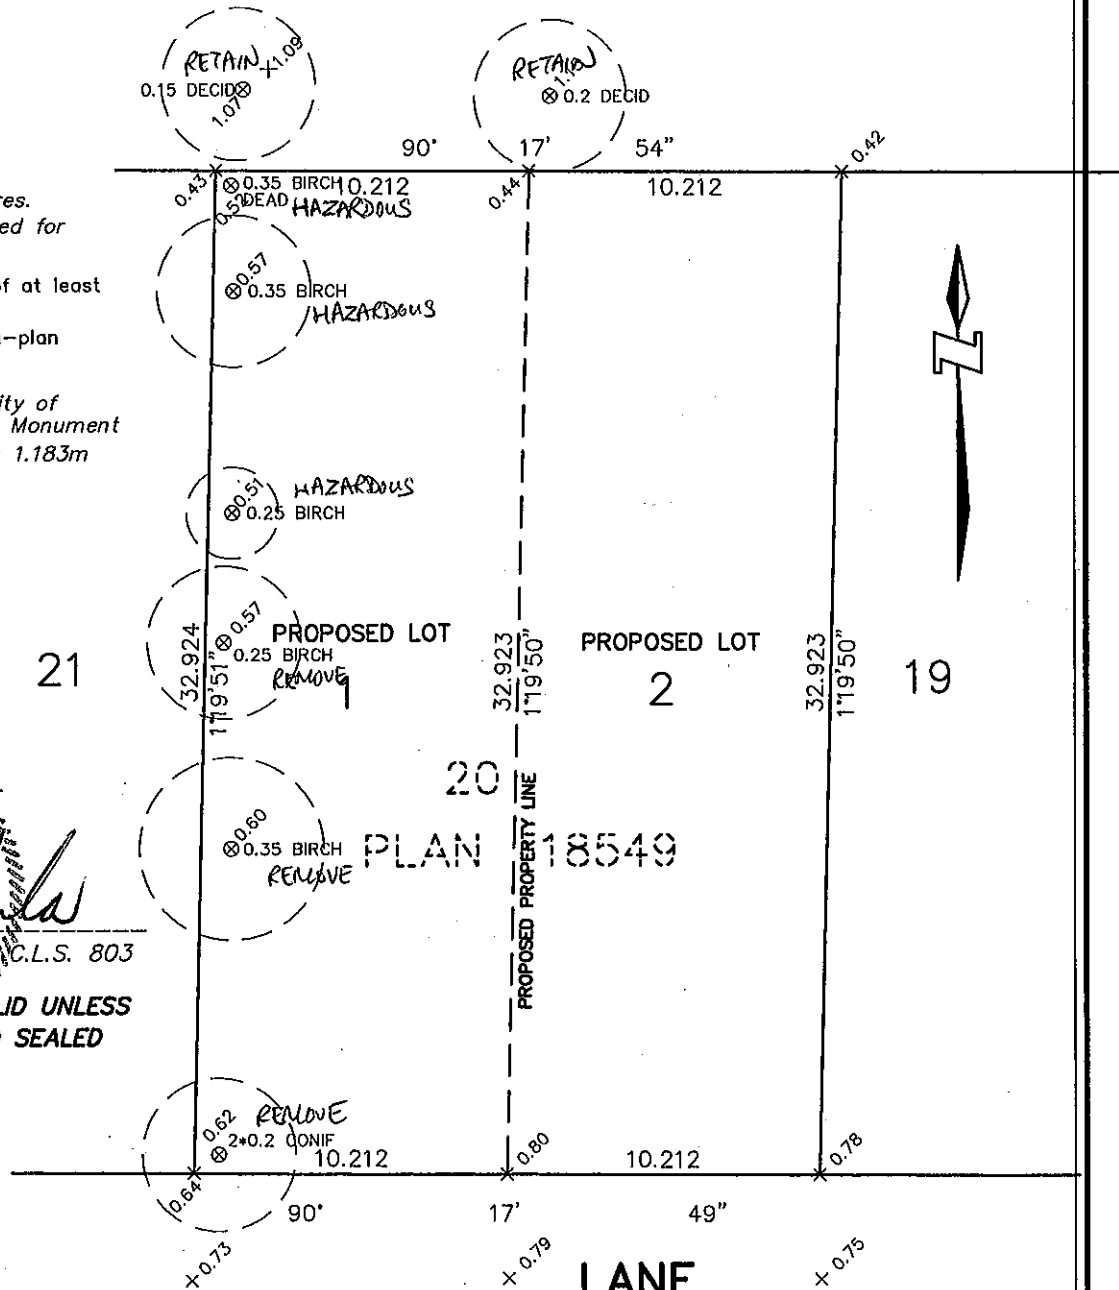 RETAIN
+1.09
0.15 DECID
1.07
RETAIN
0.2 DECID
90° 17' 54"
0.42
0.43
0.35 BIRCH
DEAD
0.52
HAZARDOUS
10.212
0.44
10.212
res.
ed for
of at least
-plan
ity of
Monument
1.183m
0.57
0.35 BIRCH
HAZARDOUS
0.51
0.25 BIRCH
HAZARDOUS
0.57
0.25 BIRCH
REMOVE
PROPOSED LOT
1
PROPOSED LOT
2
21
19
32.924
1°19'51"
32.923
1°19'50"
32.923
1°19'50"
20
PLAN 18549
PROPOSED PROPERTY LINE
0.60
0.35 BIRCH
REMOVE
C.L.S. 803
LID UNLESS
SEALED
REMOVE
0.62
2*0.2 CONIF
10.212
0.80
10.212
0.78
0.64
90° 17' 49"
+0.73
+0.79
+0.75
LANE